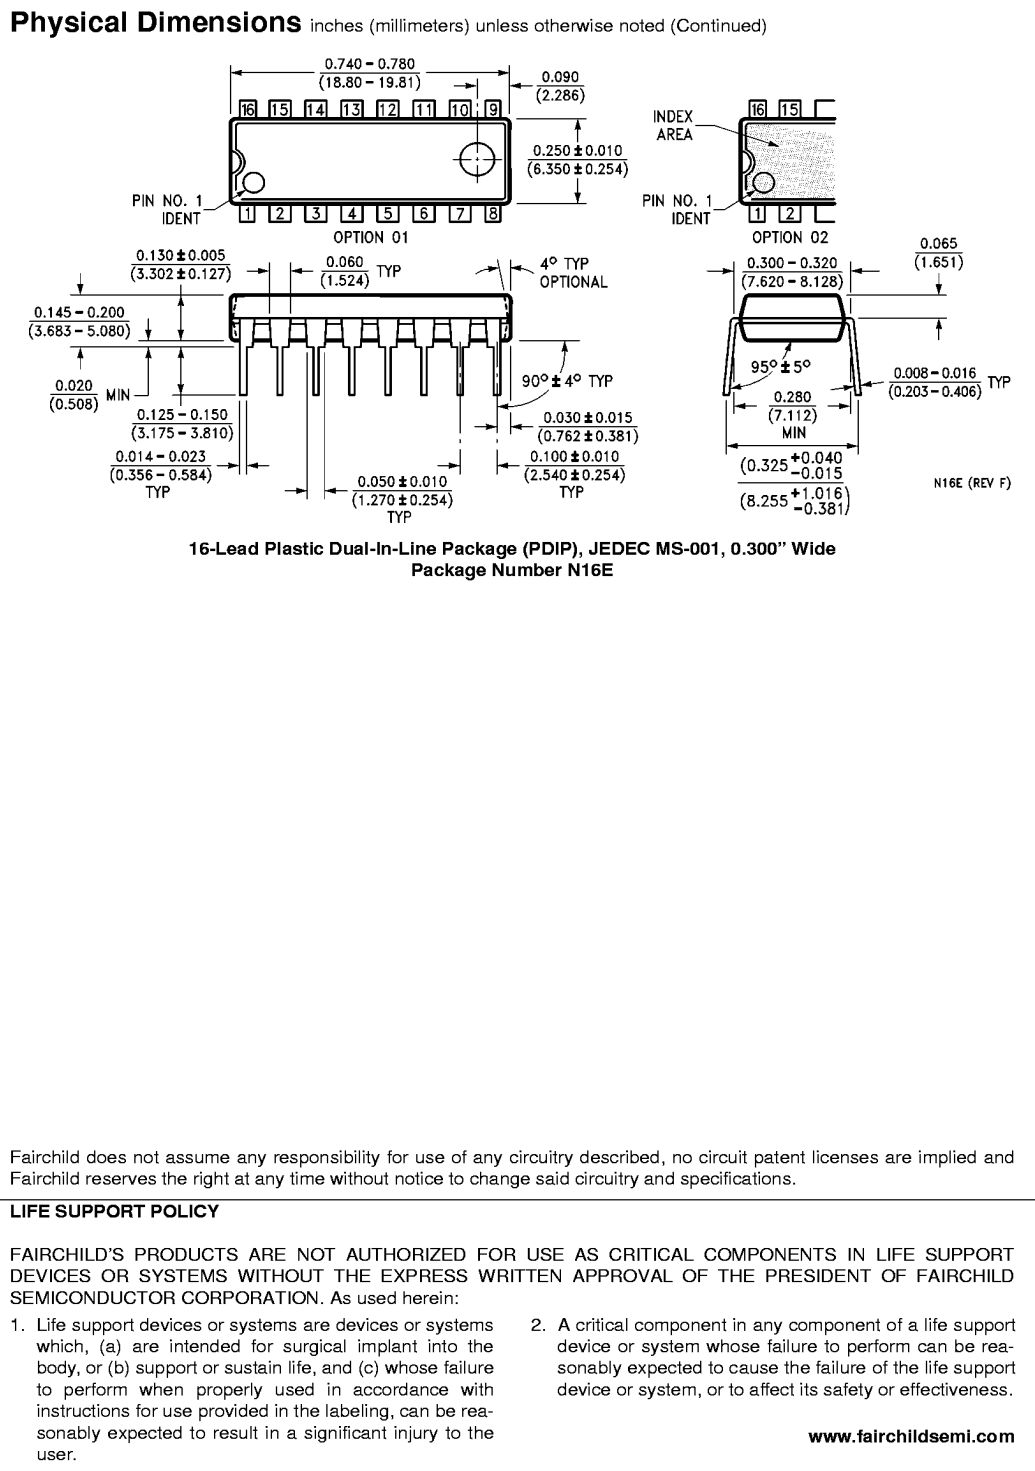 Physical Dimensions inches (millimeters) unless otherwise noted (Continued)
0.740 – 0.780
(18.80 – 19.81)
0.090
(2.286)
16 15 14 13 12 11 10 9
0.250 ± 0.010
(6.350 ± 0.254)
PIN NO. 1
IDENT
1 2 3 4 5 6 7 8
OPTION 01
INDEX
AREA
16 15
PIN NO. 1
IDENT
1 2
OPTION 02
0.065
(1.651)
0.130 ± 0.005
(3.302 ± 0.127)
0.060
(1.524)
TYP
4° TYP
OPTIONAL
0.300 – 0.320
(7.620 – 8.128)
0.145 – 0.200
(3.683 – 5.080)
0.020
(0.508)
MIN
0.125 – 0.150
(3.175 – 3.810)
90° ± 4° TYP
95° ± 5°
0.008 – 0.016
(0.203 – 0.406)
TYP
0.280
(7.112)
MIN
0.030 ± 0.015
(0.762 ± 0.381)
0.014 – 0.023
(0.356 – 0.584)
TYP
0.050 ± 0.010
(1.270 ± 0.254)
TYP
0.100 ± 0.010
(2.540 ± 0.254)
TYP
(0.325 +0.040
–0.015
(8.255 +1.016
–0.381)
N16E (REV F)
16-Lead Plastic Dual-In-Line Package (PDIP), JEDEC MS-001, 0.300” Wide
Package Number N16E
Fairchild does not assume any responsibility for use of any circuitry described, no circuit patent licenses are implied and
Fairchild reserves the right at any time without notice to change said circuitry and specifications.
LIFE SUPPORT POLICY
FAIRCHILD’S PRODUCTS ARE NOT AUTHORIZED FOR USE AS CRITICAL COMPONENTS IN LIFE SUPPORT
DEVICES OR SYSTEMS WITHOUT THE EXPRESS WRITTEN APPROVAL OF THE PRESIDENT OF FAIRCHILD
SEMICONDUCTOR CORPORATION. As used herein:
1. Life support devices or systems are devices or systems
which, (a) are intended for surgical implant into the
body, or (b) support or sustain life, and (c) whose failure
to perform when properly used in accordance with
instructions for use provided in the labeling, can be rea-
sonably expected to result in a significant injury to the
user.
2. A critical component in any component of a life support
device or system whose failure to perform can be rea-
sonably expected to cause the failure of the life support
device or system, or to affect its safety or effectiveness.
www.fairchildsemi.com